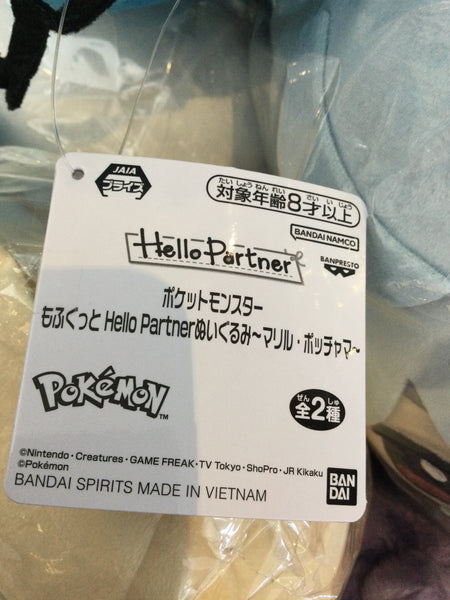 JAIA
プライズ
たいしょうねんれい さい いじょう
対象年齢8才以上
BANDAI NAMCO
Hello Partner
BANPRESTO
ポケットモンスター
もふぐっと Hello Partnerぬいぐるみ～マリル・ポッチャマ～
POKéMON™
ぜん しゅ
全2種
©Nintendo・Creatures・GAME FREAK・TV Tokyo・ShoPro・JR Kikaku
©Pokémon
BANDAI SPIRITS MADE IN VIETNAM
BAN
DAI